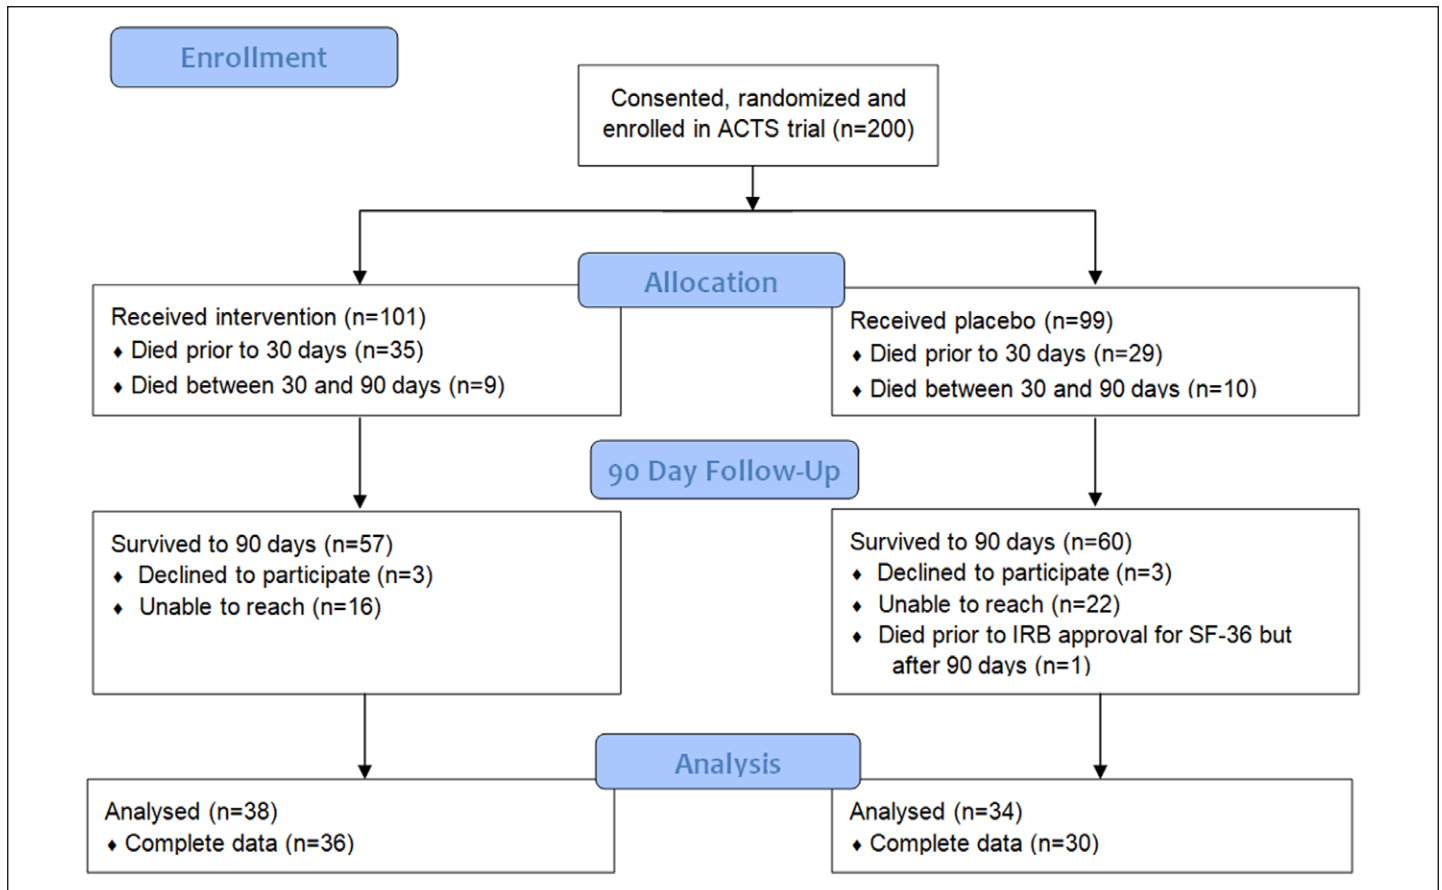 Enrollment
Consented, randomized and
enrolled in ACTS trial (n=200)
Allocation
Received intervention (n=101)
♦ Died prior to 30 days (n=35)
♦ Died between 30 and 90 days (n=9)
Received placebo (n=99)
♦ Died prior to 30 days (n=29)
♦ Died between 30 and 90 days (n=10)
90 Day Follow-Up
Survived to 90 days (n=57)
♦ Declined to participate (n=3)
♦ Unable to reach (n=16)
Survived to 90 days (n=60)
♦ Declined to participate (n=3)
♦ Unable to reach (n=22)
♦ Died prior to IRB approval for SF-36 but
after 90 days (n=1)
Analysis
Analysed (n=38)
♦ Complete data (n=36)
Analysed (n=34)
♦ Complete data (n=30)